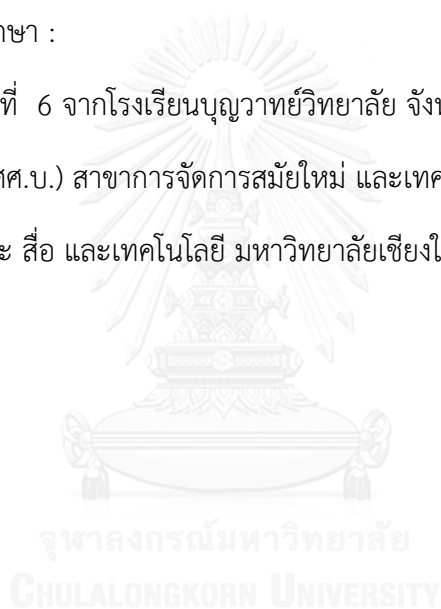 าษา :
ที่ 6 จากโรงเรียนบุญวาทย์วิทยาลัย จังห
ศศ.บ.) สาขาการจัดการสมัยใหม่ และเทค
ะ สื่อ และเทคโนโลยี มหาวิทยาลัยเชียงให
จุฬาลงกรณ์มหาวิทยาลัย
CHULALONGKORN UNIVERSITY